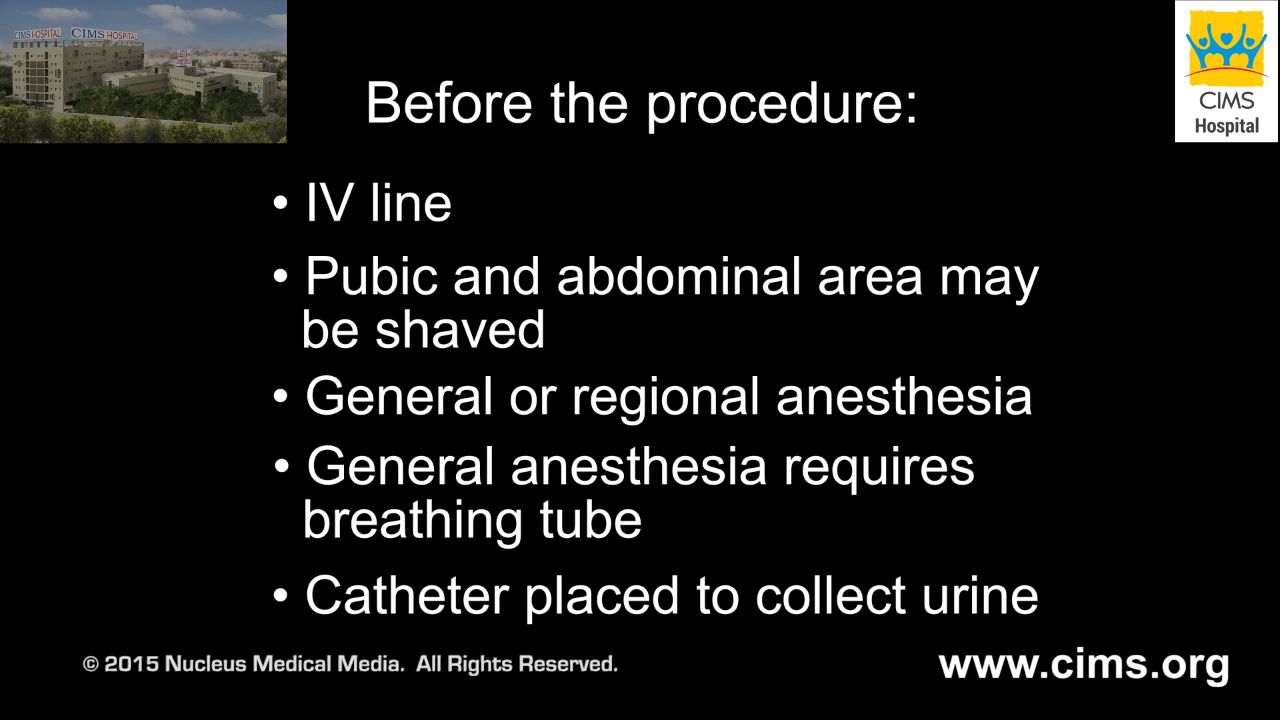 CIMS HOSPITAL CIMS HOSPITAL
CIMS
Hospital
Before the procedure:
• IV line
• Pubic and abdominal area may
be shaved
• General or regional anesthesia
• General anesthesia requires
breathing tube
• Catheter placed to collect urine
© 2015 Nucleus Medical Media. All Rights Reserved.
www.cims.org